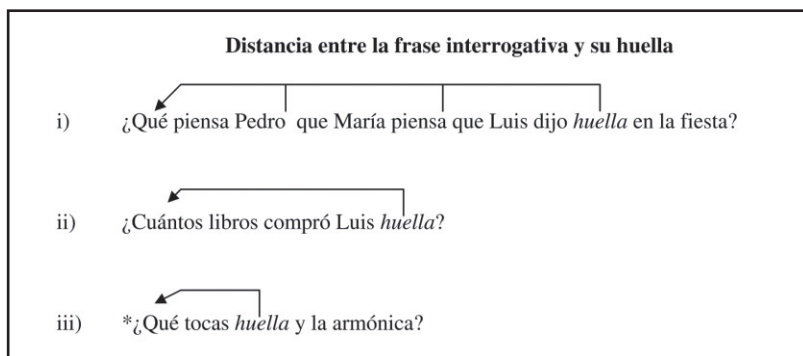 Distancia entre la frase interrogativa y su huella
i) ¿Qué piensa Pedro que María piensa que Luis dijo huella en la fiesta?
ii) ¿Cuántos libros compró Luis huella?
iii) *¿Qué tocas huella y la armónica?